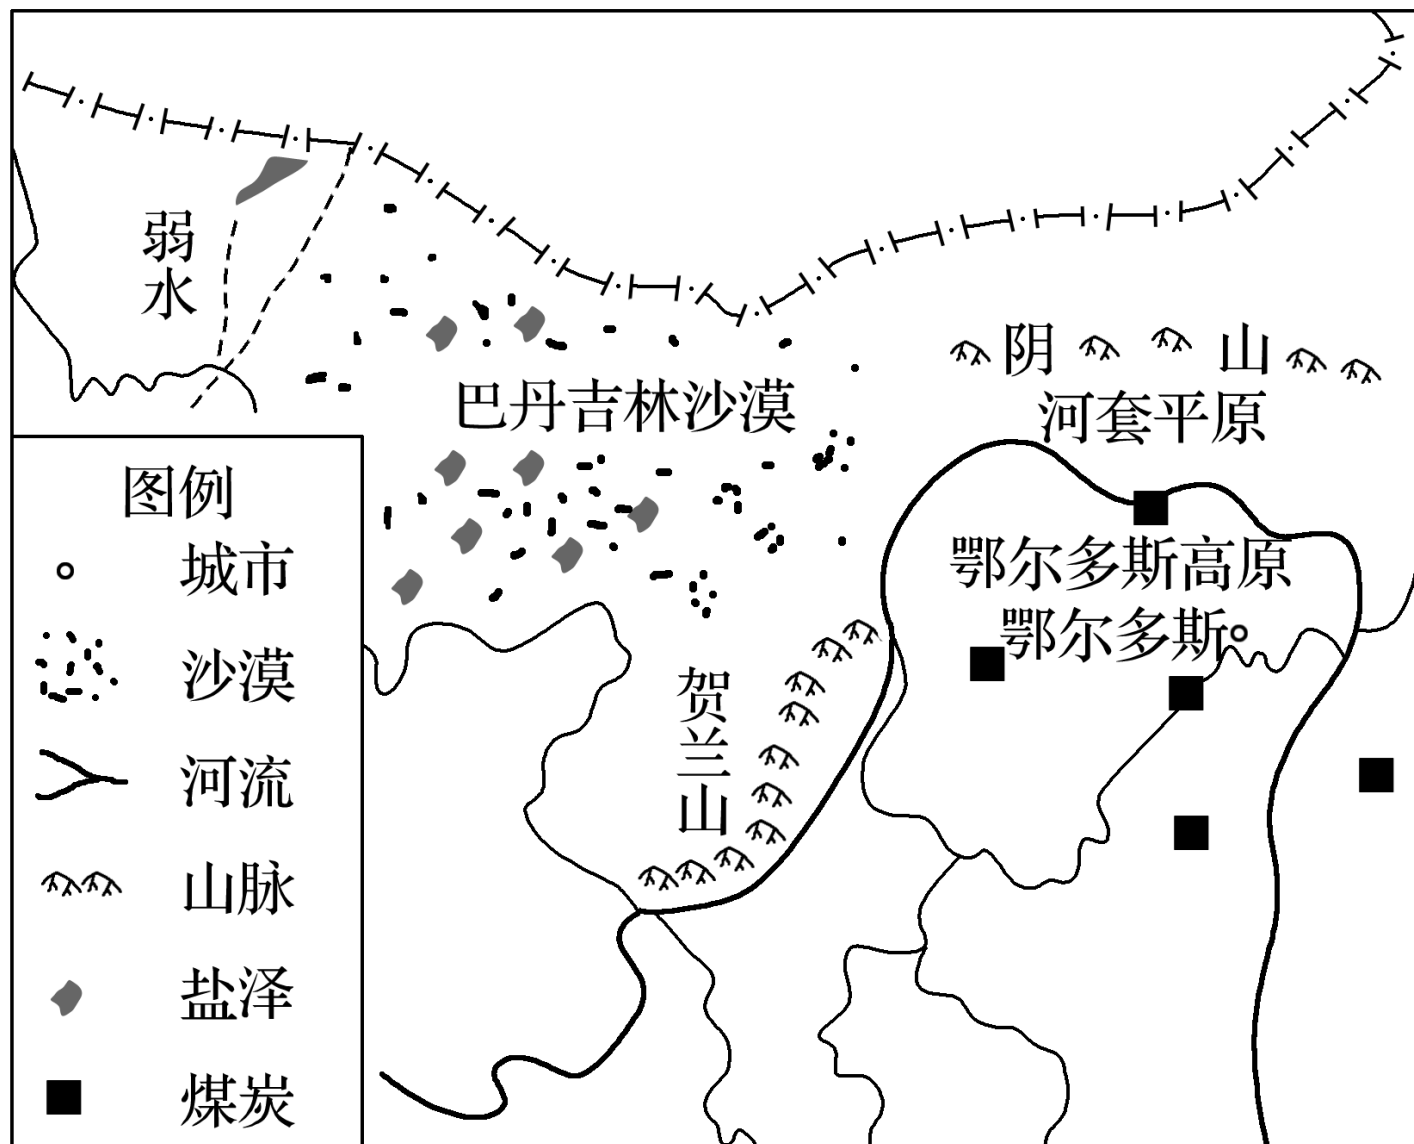 弱水
巴丹吉林沙漠
阴山
河套平原
鄂尔多斯高原
鄂尔多斯
贺兰山
图例
城市
沙漠
河流
山脉
盐泽
煤炭